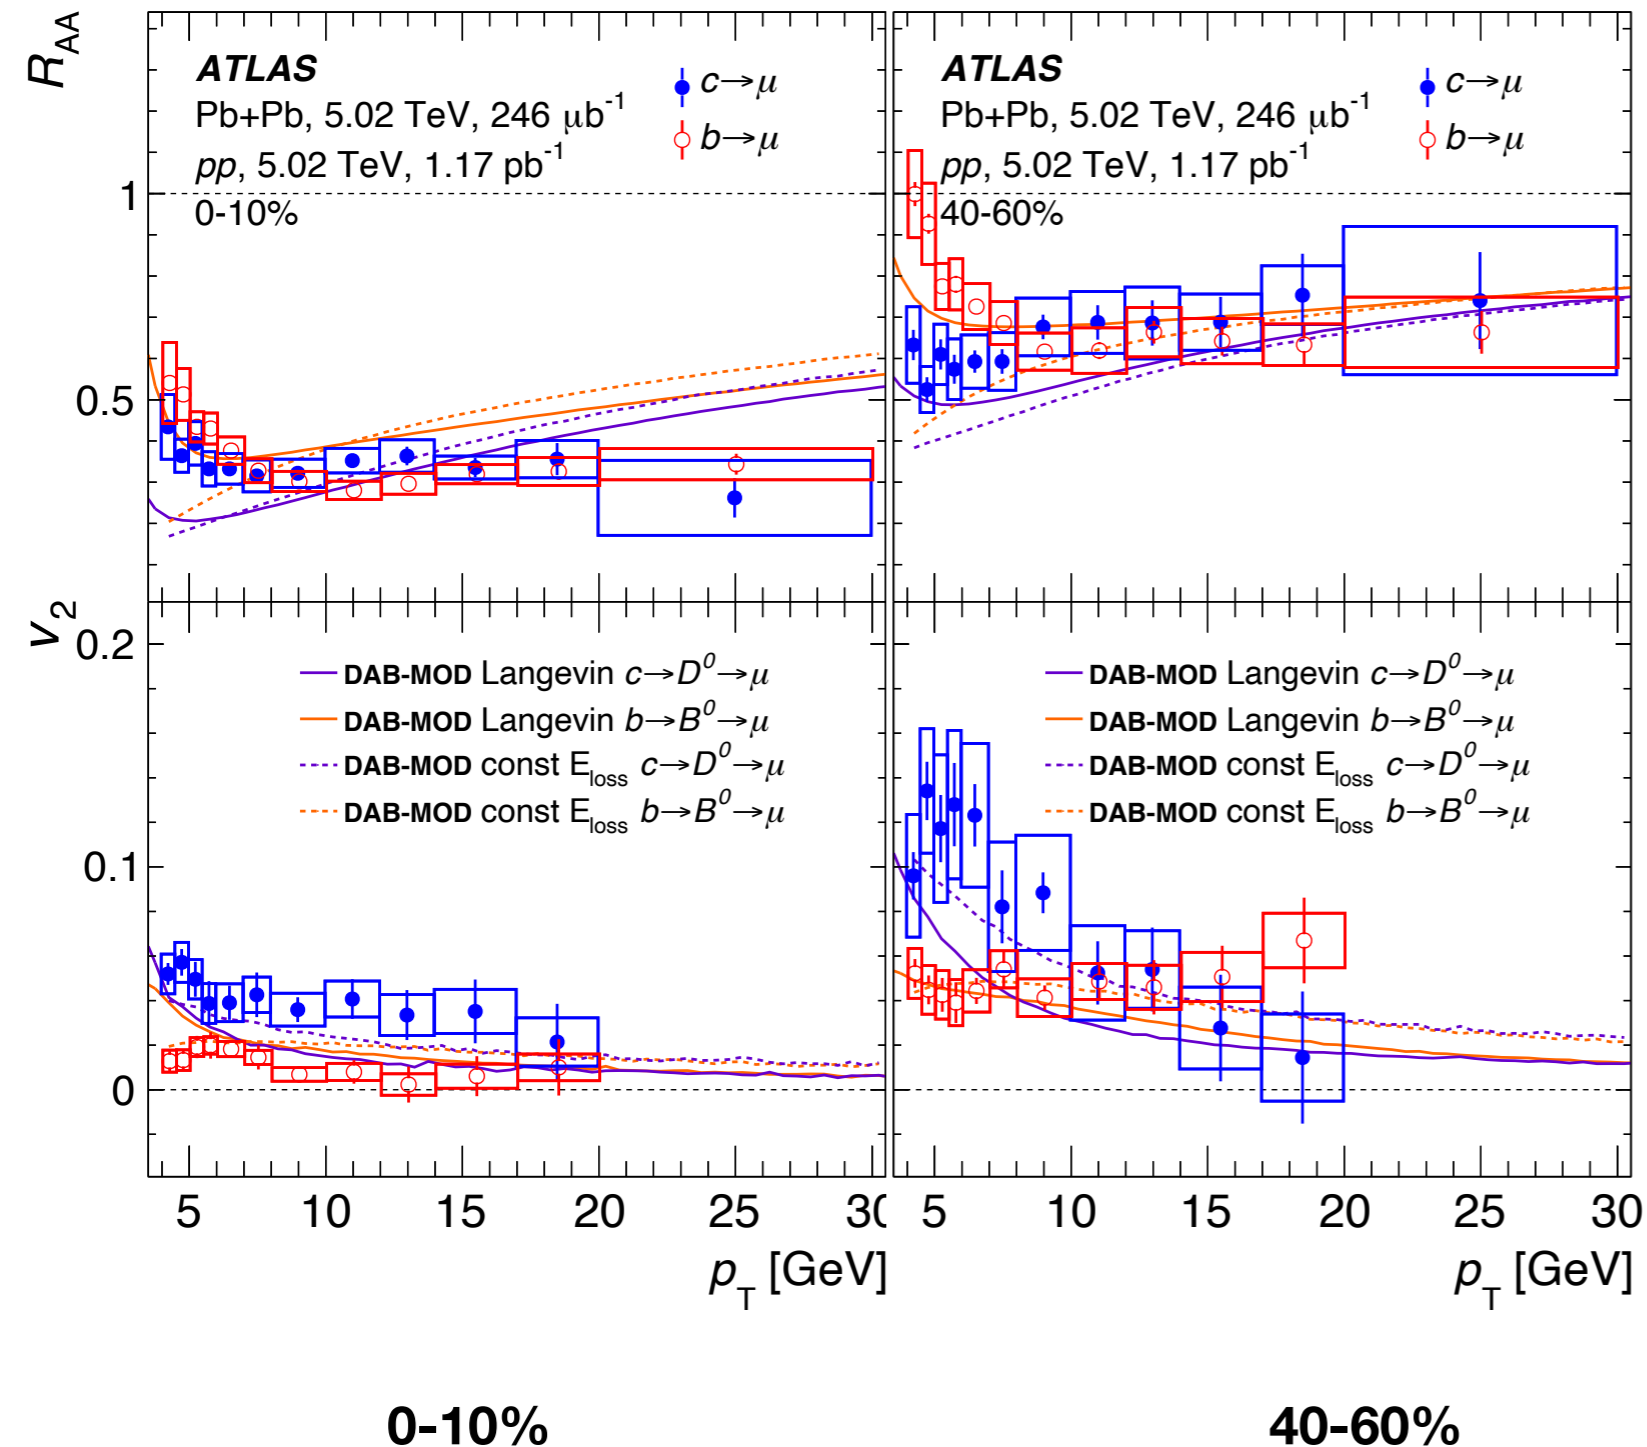 R_AA
ATLAS
Pb+Pb, 5.02 TeV, 246 μb^-1
pp, 5.02 TeV, 1.17 pb^-1
0-10%
c→μ
b→μ
1
0.5
ATLAS
Pb+Pb, 5.02 TeV, 246 μb^-1
pp, 5.02 TeV, 1.17 pb^-1
40-60%
c→μ
b→μ
v_2
0.2
0.1
0
DAB-MOD Langevin c→D^0→μ
DAB-MOD Langevin b→B^0→μ
DAB-MOD const E_loss c→D^0→μ
DAB-MOD const E_loss b→B^0→μ
DAB-MOD Langevin c→D^0→μ
DAB-MOD Langevin b→B^0→μ
DAB-MOD const E_loss c→D^0→μ
DAB-MOD const E_loss b→B^0→μ
5 10 15 20 25 30
5 10 15 20 25 30
p_T [GeV]
p_T [GeV]
0-10%
40-60%